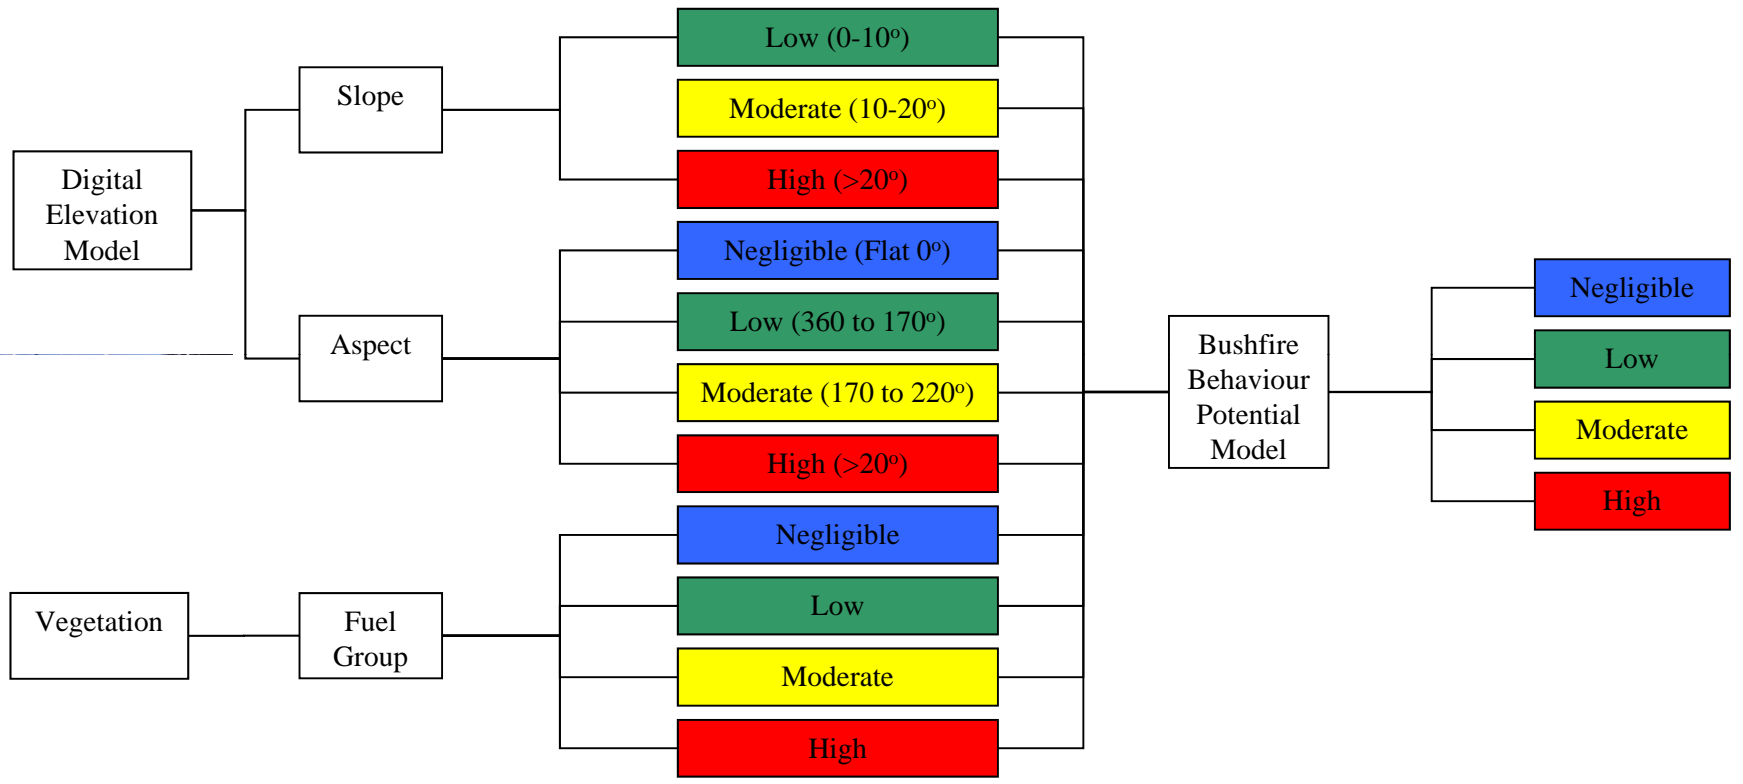 Digital
Elevation
Model
Slope
Aspect
Low (0-10º)
Moderate (10-20º)
High (>20º)
Negligible (Flat 0º)
Low (360 to 170º)
Moderate (170 to 220º)
High (>20º)
Vegetation
Fuel
Group
Negligible
Low
Moderate
High
Bushfire
Behaviour
Potential
Model
Negligible
Low
Moderate
High